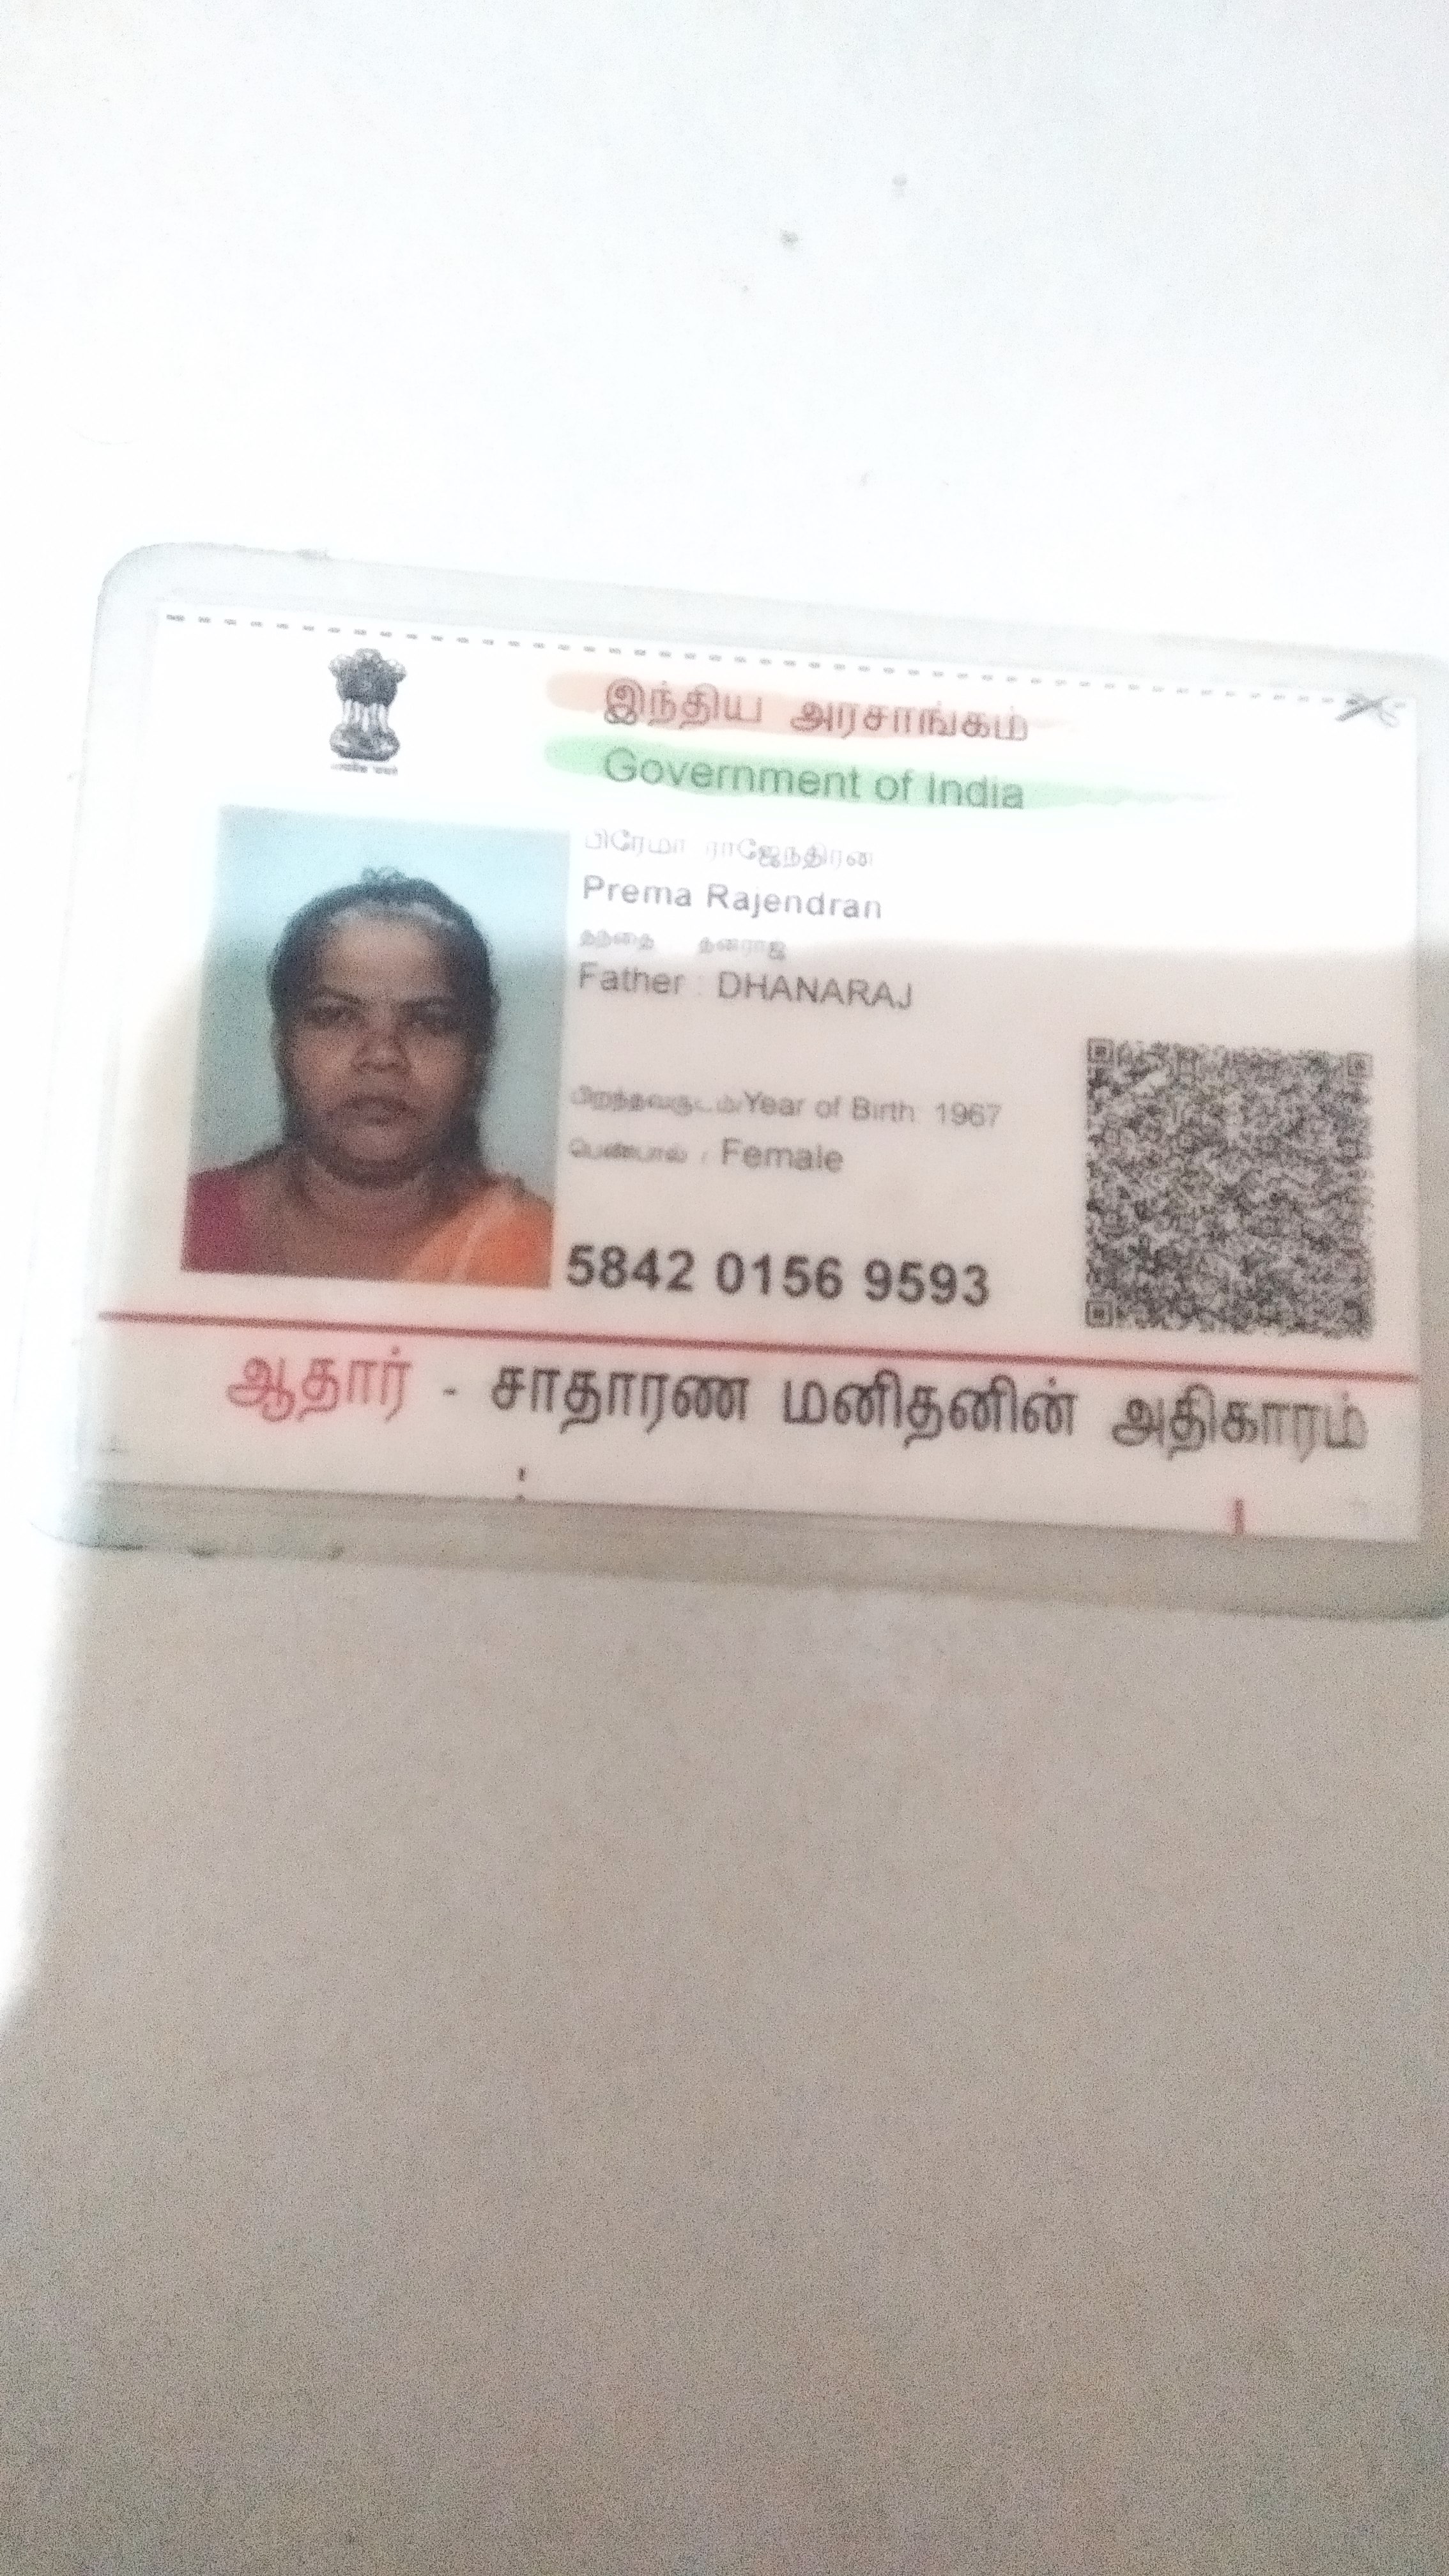 இந்திய அரசாங்கம்
Government of India
பிரேமா ராஜேந்திரன்
Prema Rajendran
தந்தை தனராஜ்
Father : DHANARAJ
பிறந்தவருடம்/Year of Birth 1967
பெண்பால் / Female
5842 0156 9593
ஆதார் - சாதாரண மனிதனின் அதிகாரம்